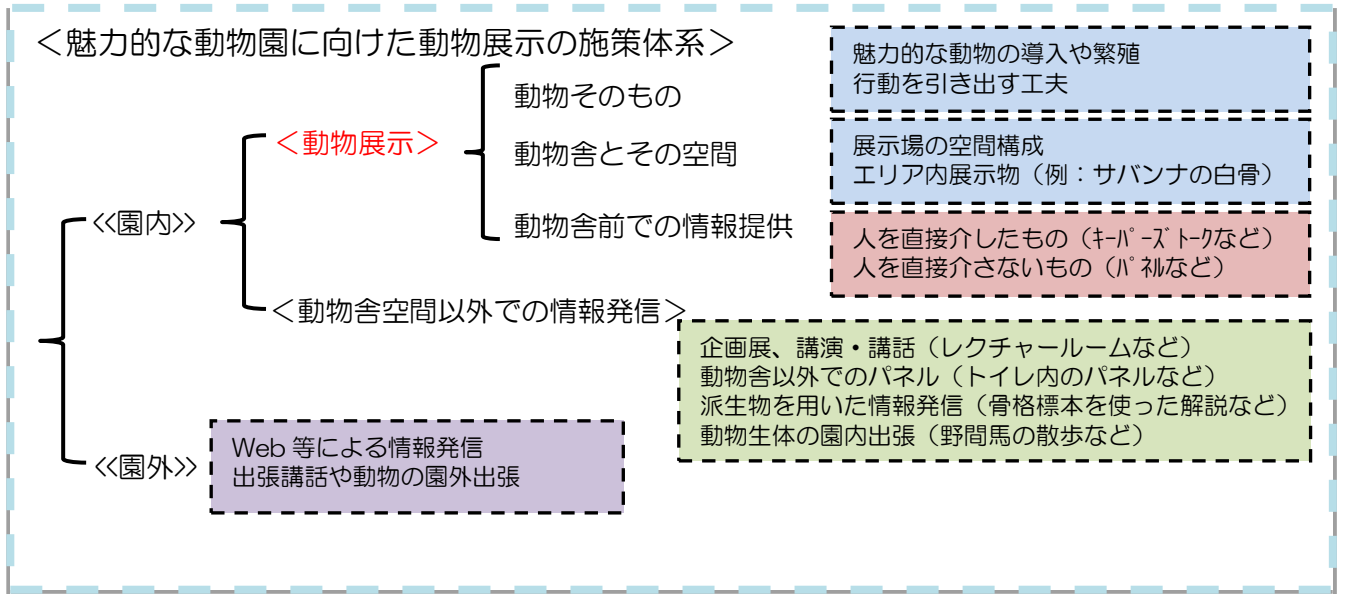 ＜魅力的な動物園に向けた動物展示の施策体系＞
魅力的な動物の導入や繁殖
行動を引き出す工夫
動物そのもの
＜動物展示＞
動物舎とその空間
展示場の空間構成
エリア内展示物（例：サバンナの白骨）
≪園内≫
動物舎前での情報提供
人を直接介したもの（ｷｰﾊﾟｰｽﾞﾄｰｸなど）
人を直接介さないもの（ﾊﾟﾈﾙなど）
＜動物舎空間以外での情報発信＞
企画展、講演・講話（レクチャールームなど）
動物舎以外でのパネル（トイレ内のパネルなど）
派生物を用いた情報発信（骨格標本を使った解説など）
動物生体の園内出張（野間馬の散歩など）
≪園外≫
Web 等による情報発信
出張講話や動物の園外出張